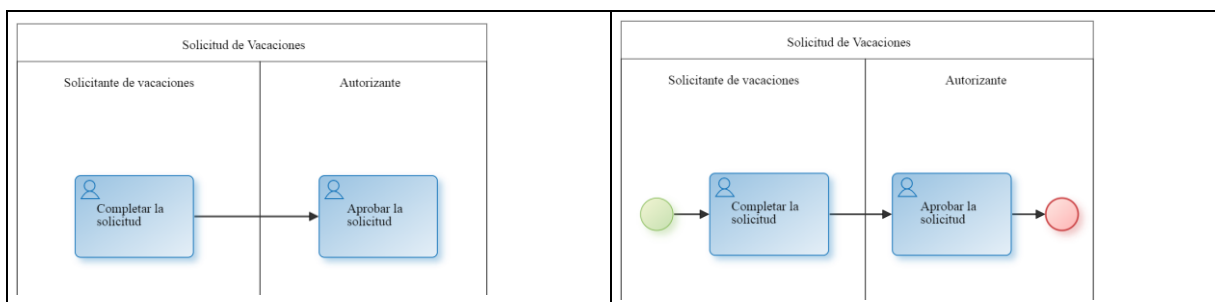 Solicitud de Vacaciones
Solicitante de vacaciones
Autorizante
Completar la
solicitud
Aprobar la
solicitud
Solicitud de Vacaciones
Solicitante de vacaciones
Autorizante
Completar la
solicitud
Aprobar la
solicitud